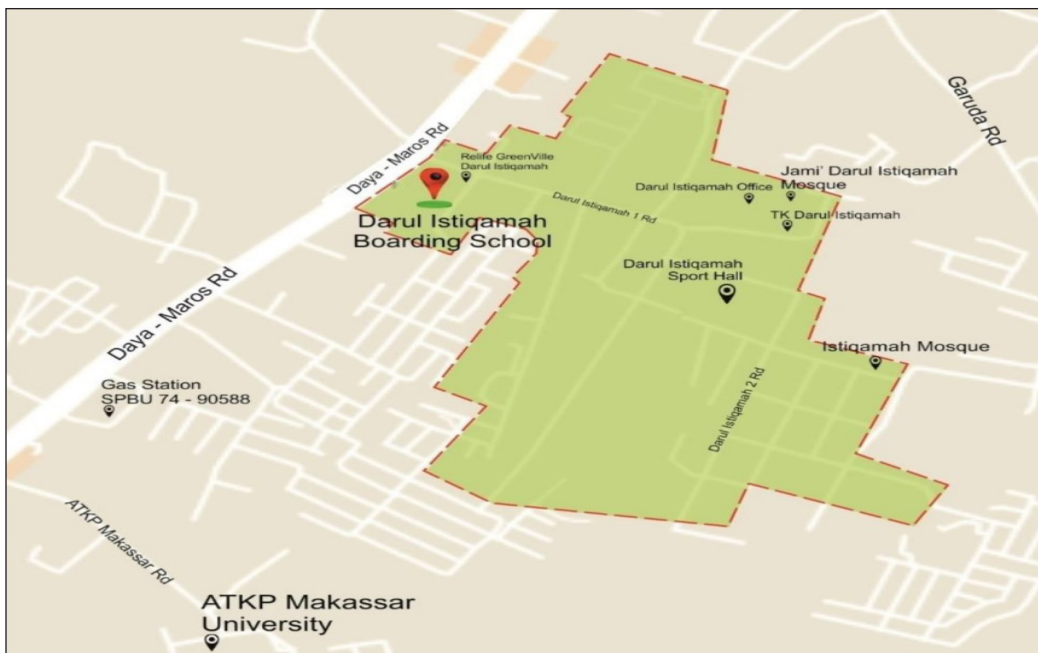 Garuda Rd
Daya - Maros Rd
Relife GreenVille
Darul Istiqamah
Jami' Darul Istiqamah
Mosque
Darul Istiqamah Office
TK Darul Istiqamah
Darul Istiqamah 1 Rd
Darul Istiqamah
Boarding School
Darul Istiqamah
Sport Hall
Daya - Maros Rd
Istiqamah Mosque
Gas Station
SPBU 74 - 90588
Darul Istiqamah 2 Rd
ATKP Makassar Rd
ATKP Makassar
University